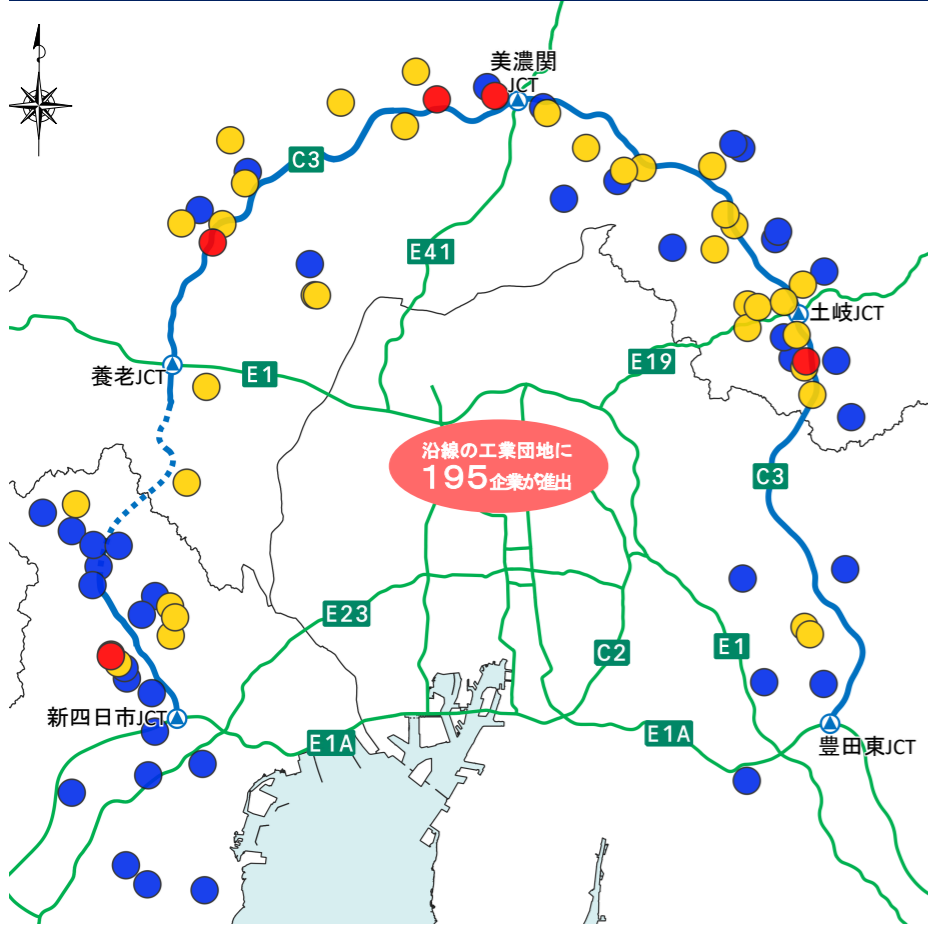 美濃関
JCT
C3
E41
土岐JCT
E19
養老JCT
E1
沿線の工業団地に
195企業が進出
C3
E23
C2
E1
新四日市JCT
E1A
E1A
豊田東JCT